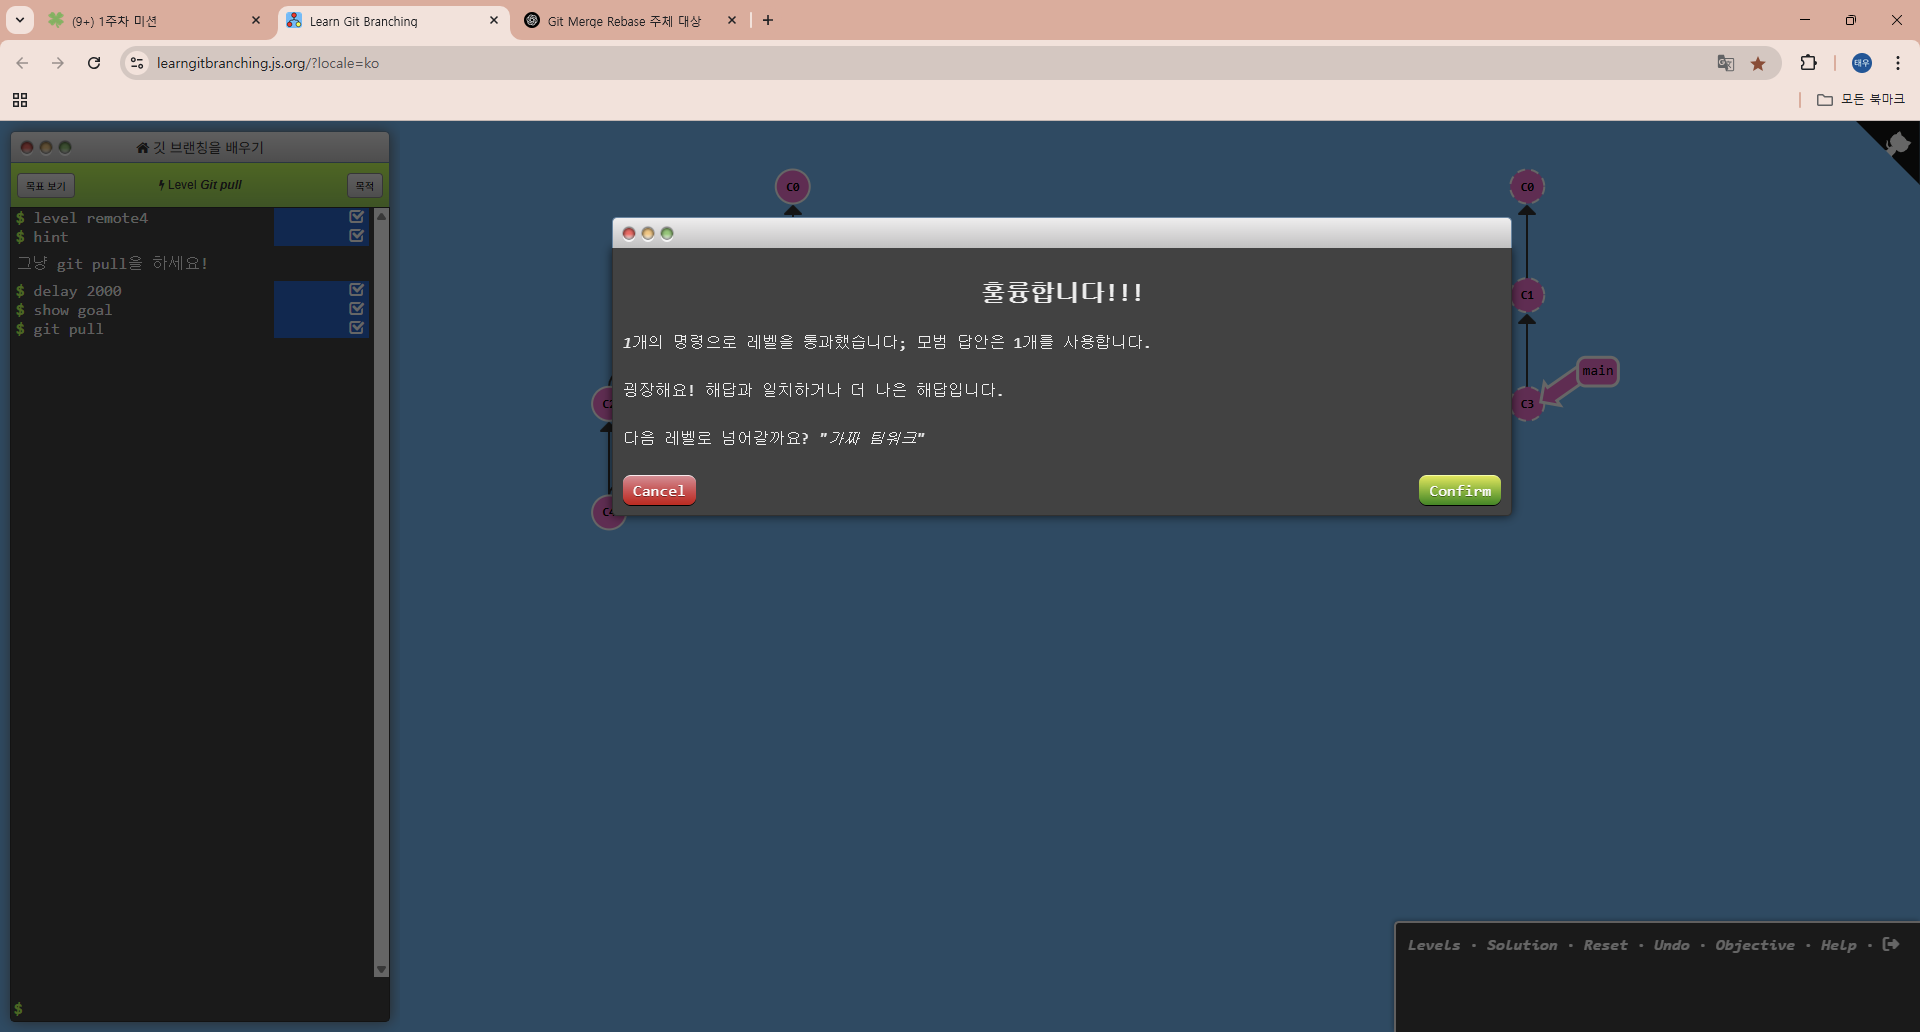 (9+) 1주차 미션
Learn Git Branching
Git Merge Rebase 주체 대상
learngitbranching.js.org/?locale=ko
태우
모든 북마크
깃 브랜칭을 배우기
목표 보기
Level Git pull
목적
$ level remote4
$ hint
그냥 git pull을 하세요!
$ delay 2000
$ show goal
$ git pull
$
C0
C0
C1
main
C3
훌륭합니다!!!
1개의 명령으로 레벨을 통과했습니다; 모범 답안은 1개를 사용합니다.
굉장해요! 해답과 일치하거나 더 나은 해답입니다.
다음 레벨로 넘어갈까요? "가짜 팀워크"
Cancel
Confirm
Levels · Solution · Reset · Undo · Objective · Help ·